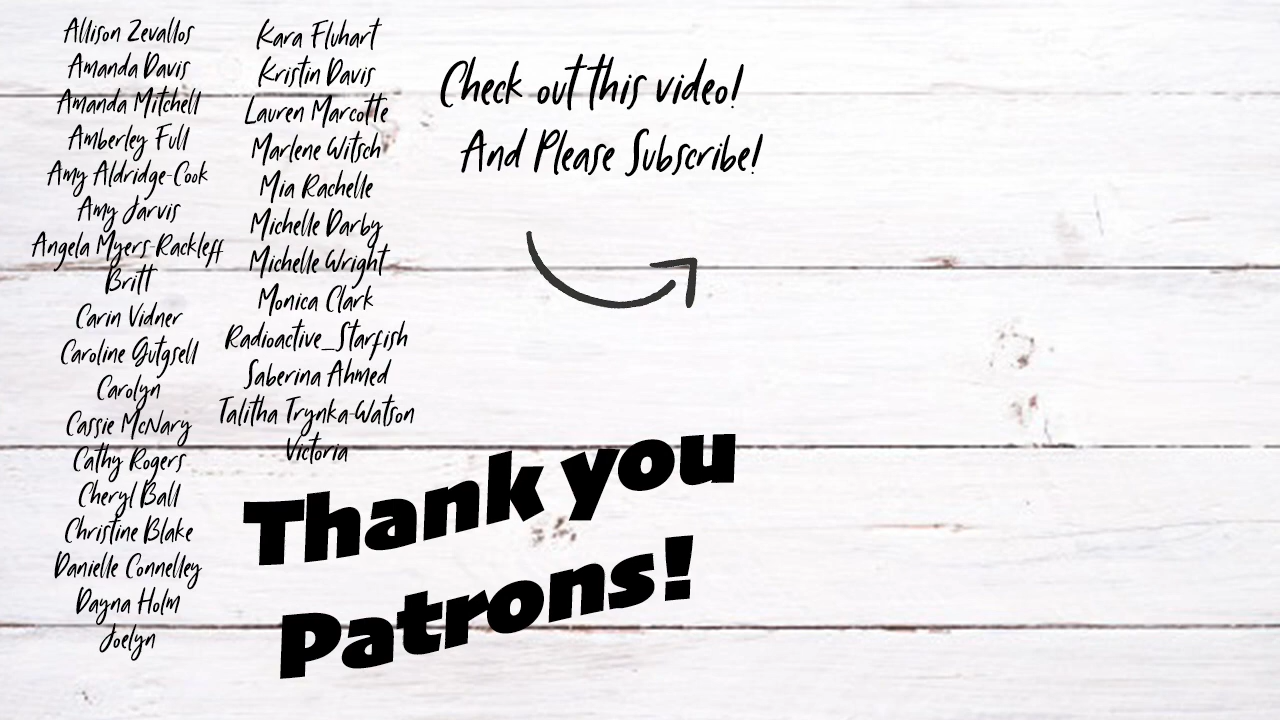 Allison Zevallos
Amanda Davis
Amanda Mitchell
Amberley Full
Amy Aldridge-Cook
Amy Jarvis
Angela Myers-Rackleff
Britt
Carin Vidner
Caroline Gutgsell
Carolyn
Cassie McNary
Cathy Rogers
Cheryl Ball
Christine Blake
Danielle Connelley
Dayna Holm
Joelyn
Kara Fluhart
Kristin Davis
Lauren Marcotte
Marlene Witsch
Mia Rachelle
Michelle Darby
Michelle Wright
Monica Clark
Radioactive_Starfish
Saberina Ahmed
Talitha Trynka-Watson
Victoria
Check out this video!
And Please Subscribe!
Thank you
Patrons!